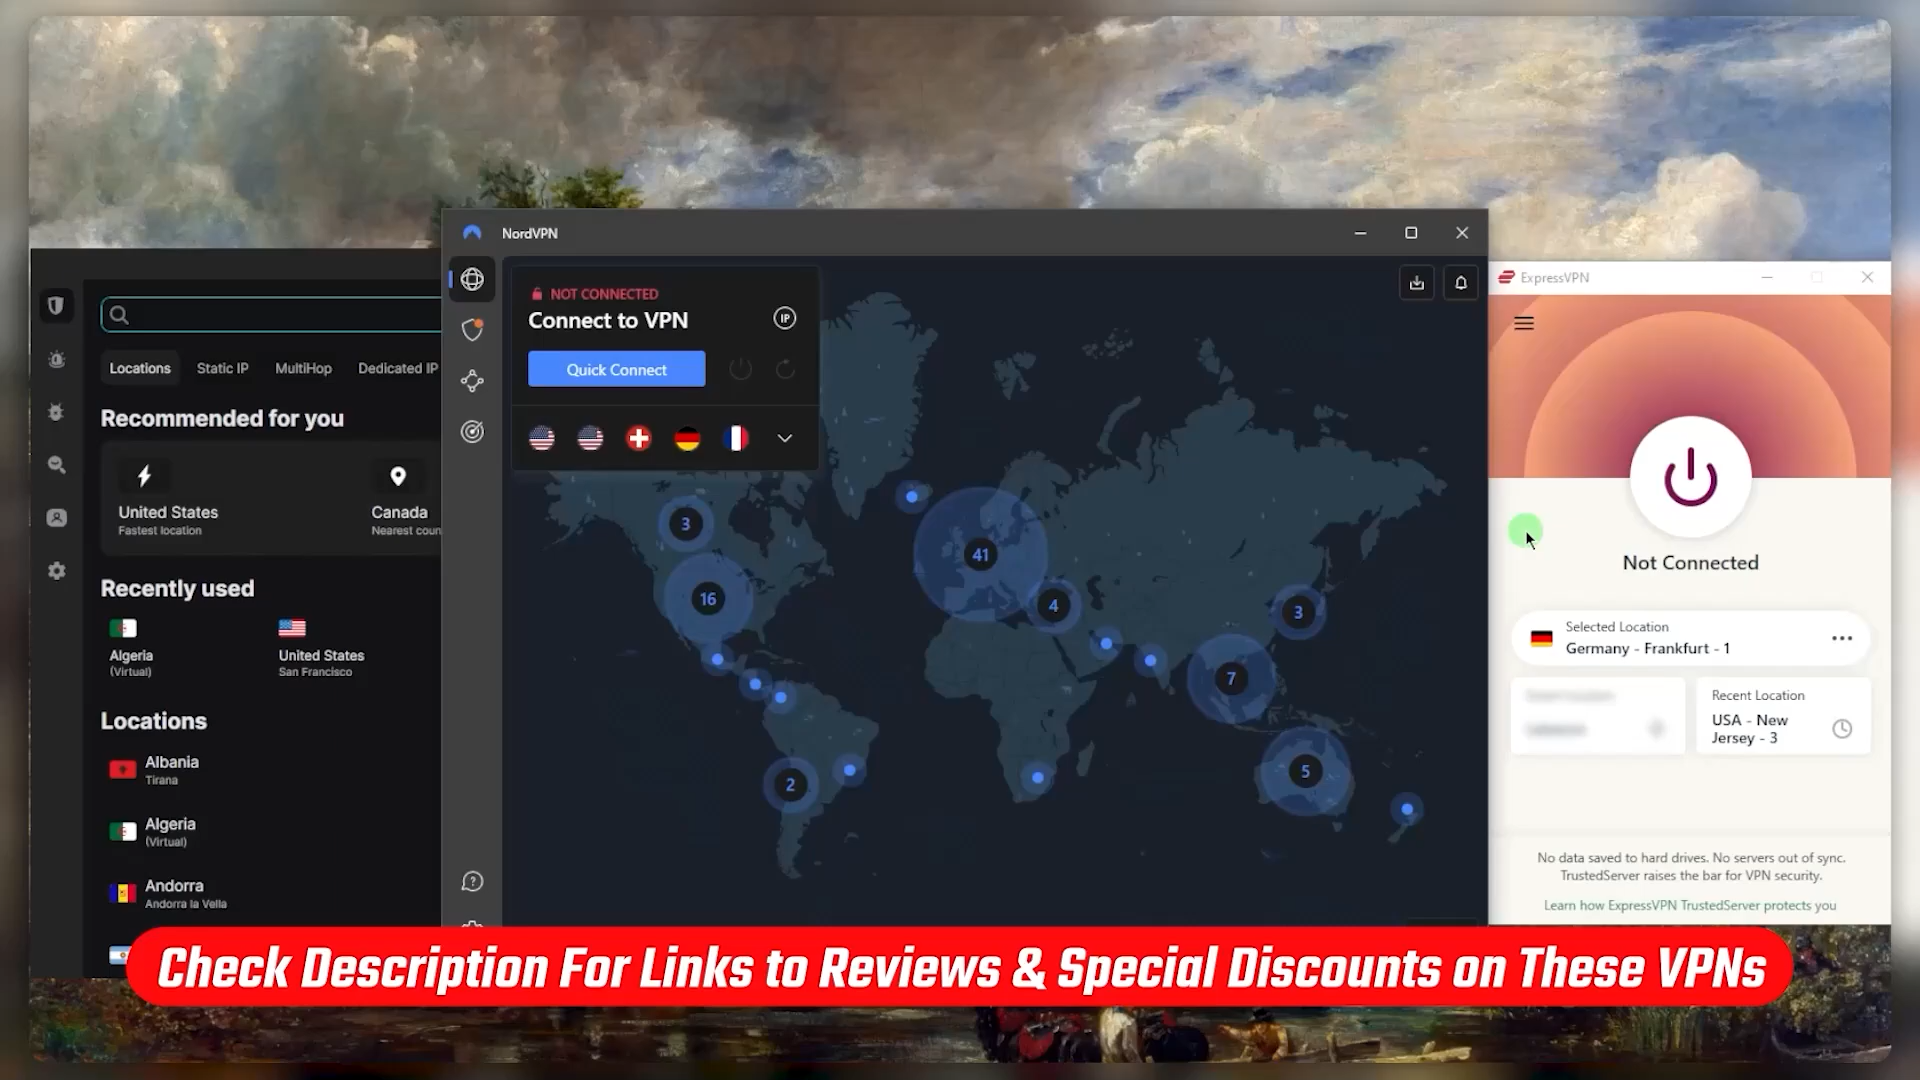 Locations
Static IP
MultiHop
Dedicated IP
Recommended for you
United States
Fastest location
Canada
Nearest coun
Recently used
Algeria
(Virtual)
United States
San Francisco
Locations
Albania
Tirana
Algeria
(Virtual)
Andorra
Andorra la Vella
NordVPN
NOT CONNECTED
Connect to VPN
IP
Quick Connect
3
16
41
4
3
7
2
5
ExpressVPN
Not Connected
Selected Location
Germany - Frankfurt - 1
Recent Location
USA - New
Jersey - 3
No data saved to hard drives. No servers out of sync.
TrustedServer raises the bar for VPN security.
Learn how ExpressVPN TrustedServer protects you
Check Description For Links to Reviews & Special Discounts on These VPNs